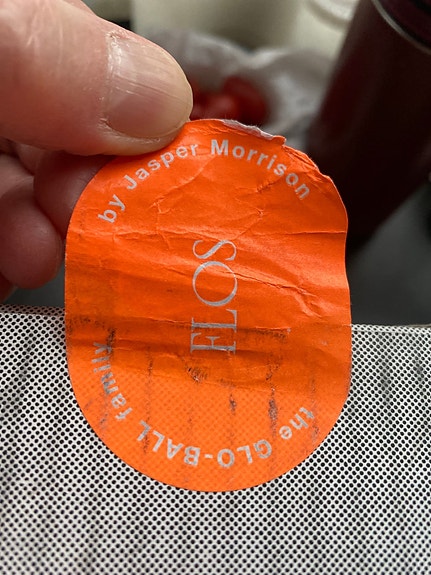 by Jasper Morrison
FLOS
the GLO-BALL family